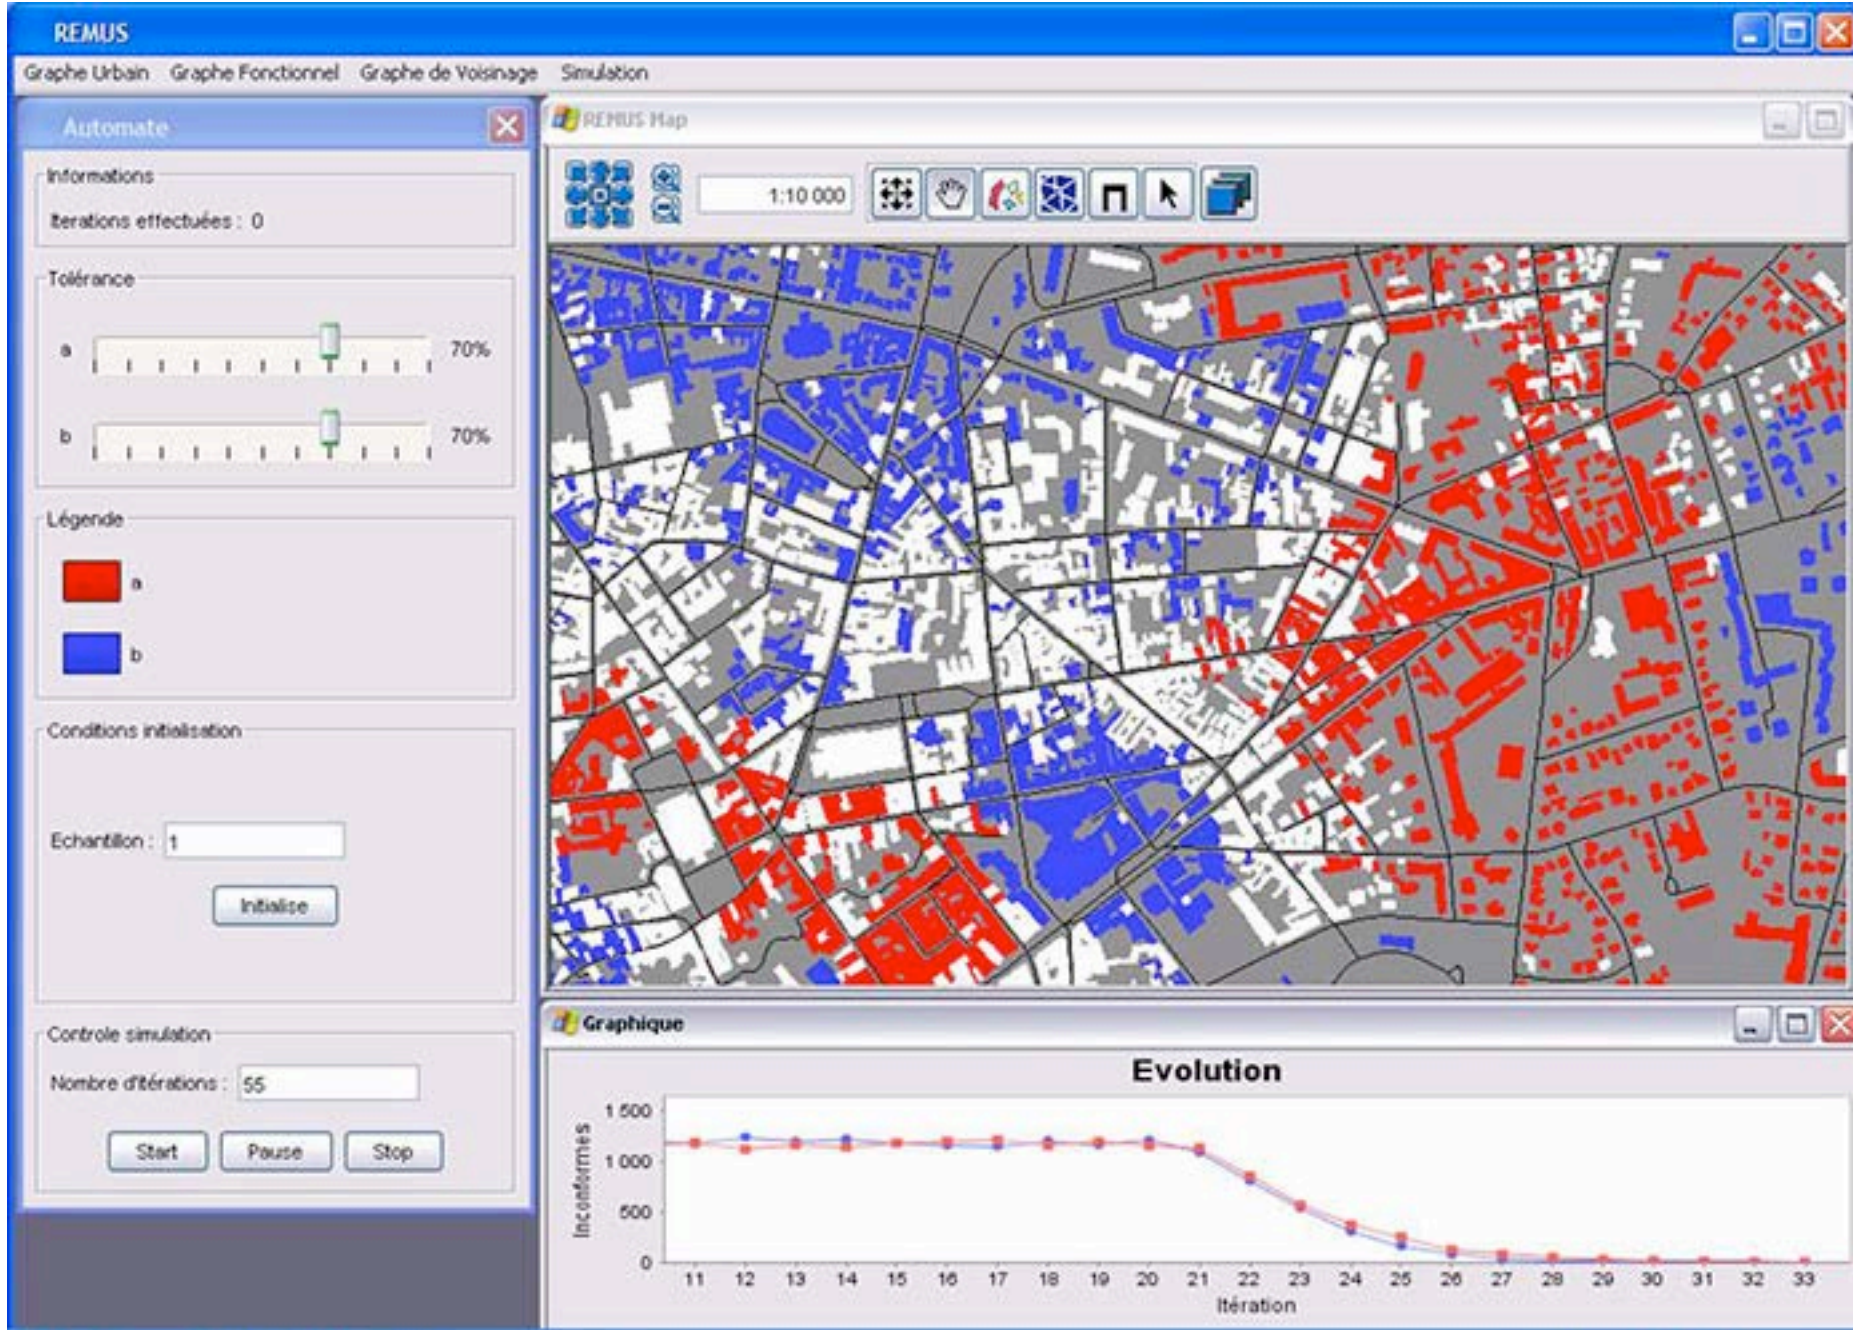 REMUS
Graphe Urbain Graphe Fonctionnel Graphe de Voisinage Simulation
Automate
Informations
Iterations effectuées : 0
Tolérance
a 70%
b 70%
Légende
a
b
Conditions initialisation
Echantillon : 1
Initialise
Controle simulation
Nombre d'itérations : 55
Start Pause Stop
REMUS Map
1:10 000
Graphique
Evolution
Inconformes
1 500
1 000
500
0
11 12 13 14 15 16 17 18 19 20 21 22 23 24 25 26 27 28 29 30 31 32 33
Itération